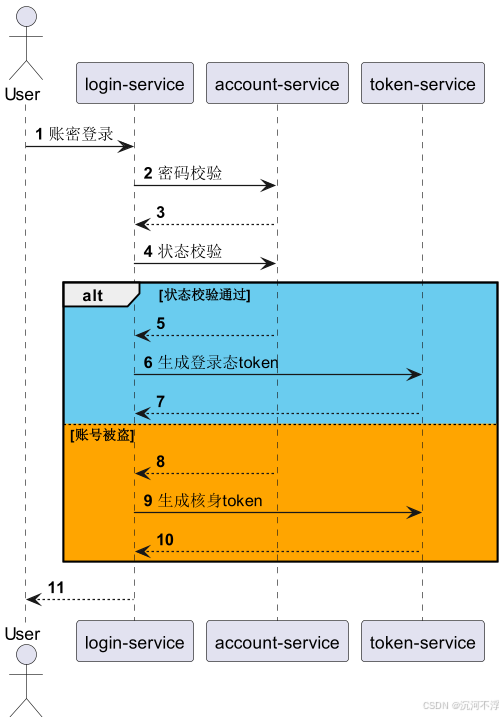 User
login-service
account-service
token-service
1 账密登录
2 密码校验
3
4 状态校验
alt [状态校验通过]
5
6 生成登录态token
7
[账号被盗]
8
9 生成核身token
10
11
User
login-service
account-service
token-service
CSDN @沉河不浮